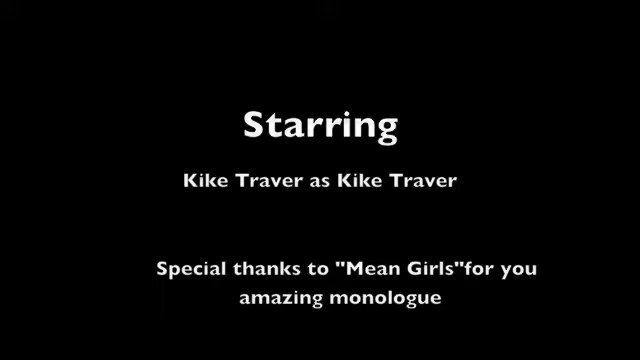 Starring
Kike Traver as Kike Traver
Special thanks to "Mean Girls"for you
amazing monologue